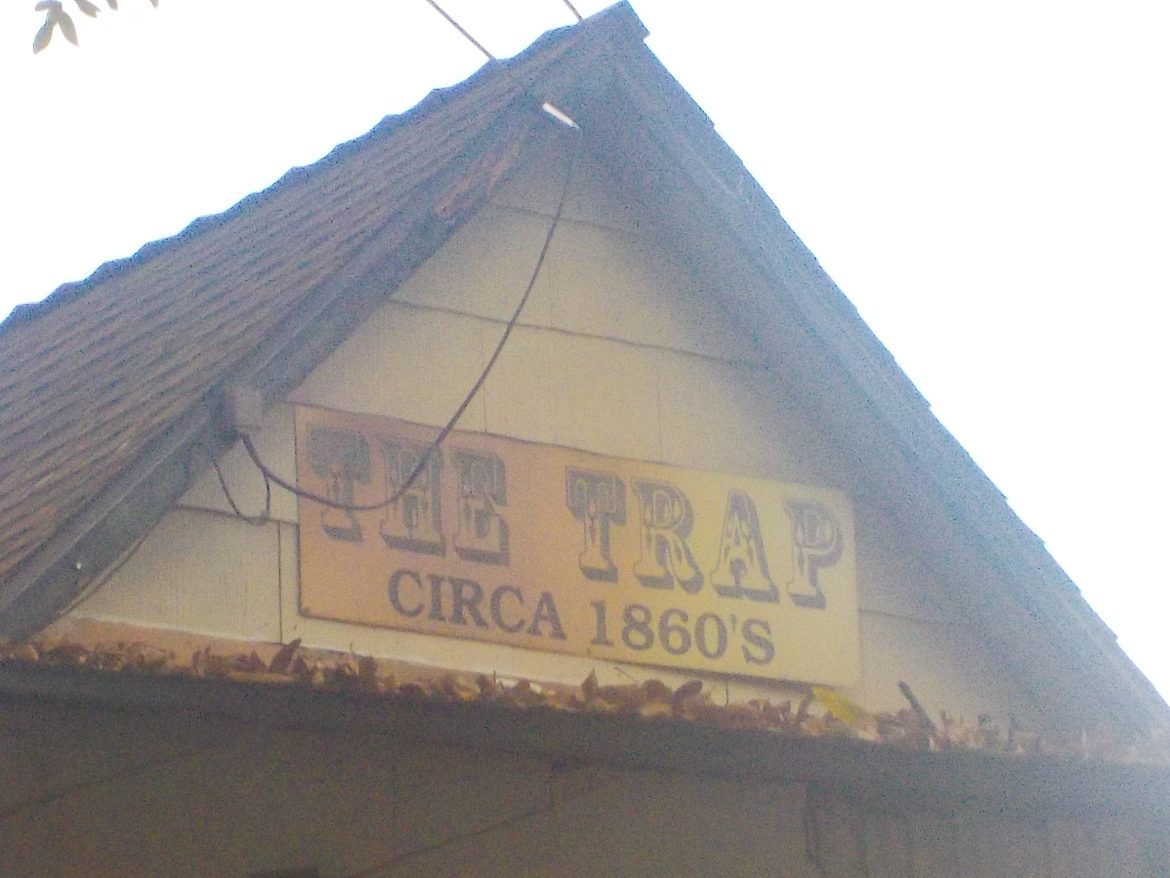 THE TRAP
CIRCA 1860'S